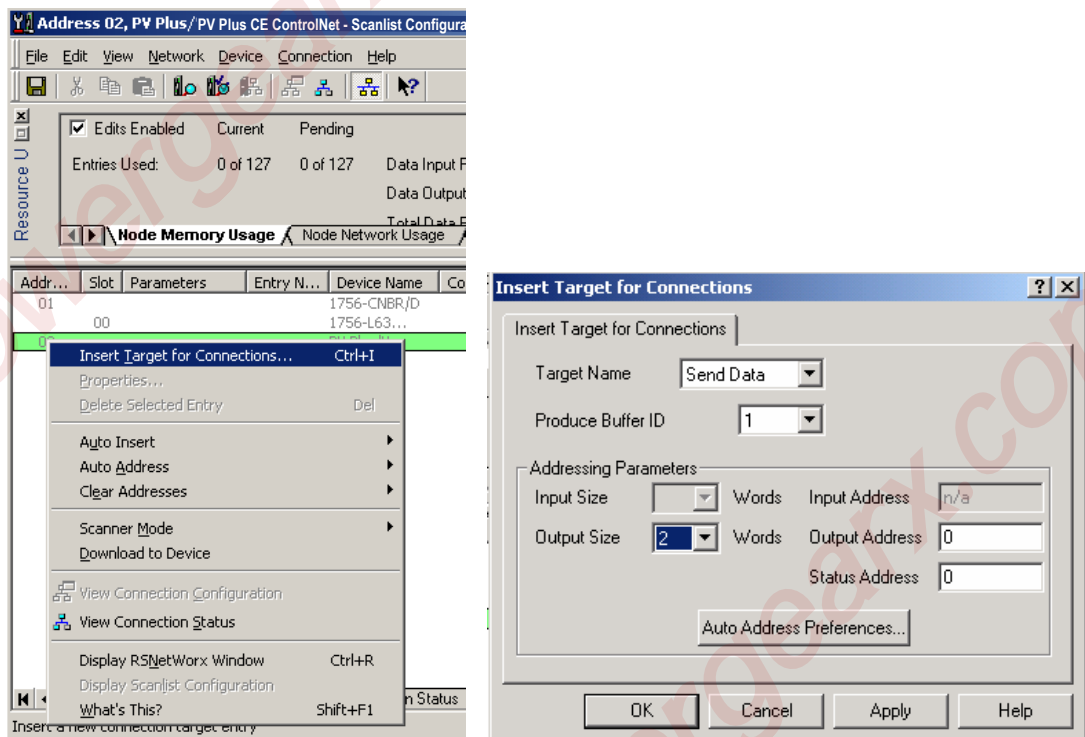 Address 02, PV Plus/PV Plus CE ControlNet - Scanlist Configura
File Edit View Network Device Connection Help
Resource U
Edits Enabled Current Pending
Entries Used: 0 of 127 0 of 127 Data Input F
Data Output
Total Data F
Node Memory Usage Node Network Usage
Addr... Slot Parameters Entry N... Device Name Co
01 1756-CNBR/D
00 1756-L63...
Insert Target for Connections... Ctrl+I
Properties...
Delete Selected Entry Del
Auto Insert
Auto Address
Clear Addresses
Scanner Mode
Download to Device
View Connection Configuration
View Connection Status
Display RSNetWorx Window Ctrl+R
Display Scanlist Configuration
What's This? Shift+F1
n Status
Insert a new connection target entry
Insert Target for Connections
Insert Target for Connections
Target Name Send Data
Produce Buffer ID 1
Addressing Parameters
Input Size Words Input Address n/a
Output Size 2 Words Output Address 0
Status Address 0
Auto Address Preferences...
OK Cancel Apply Help